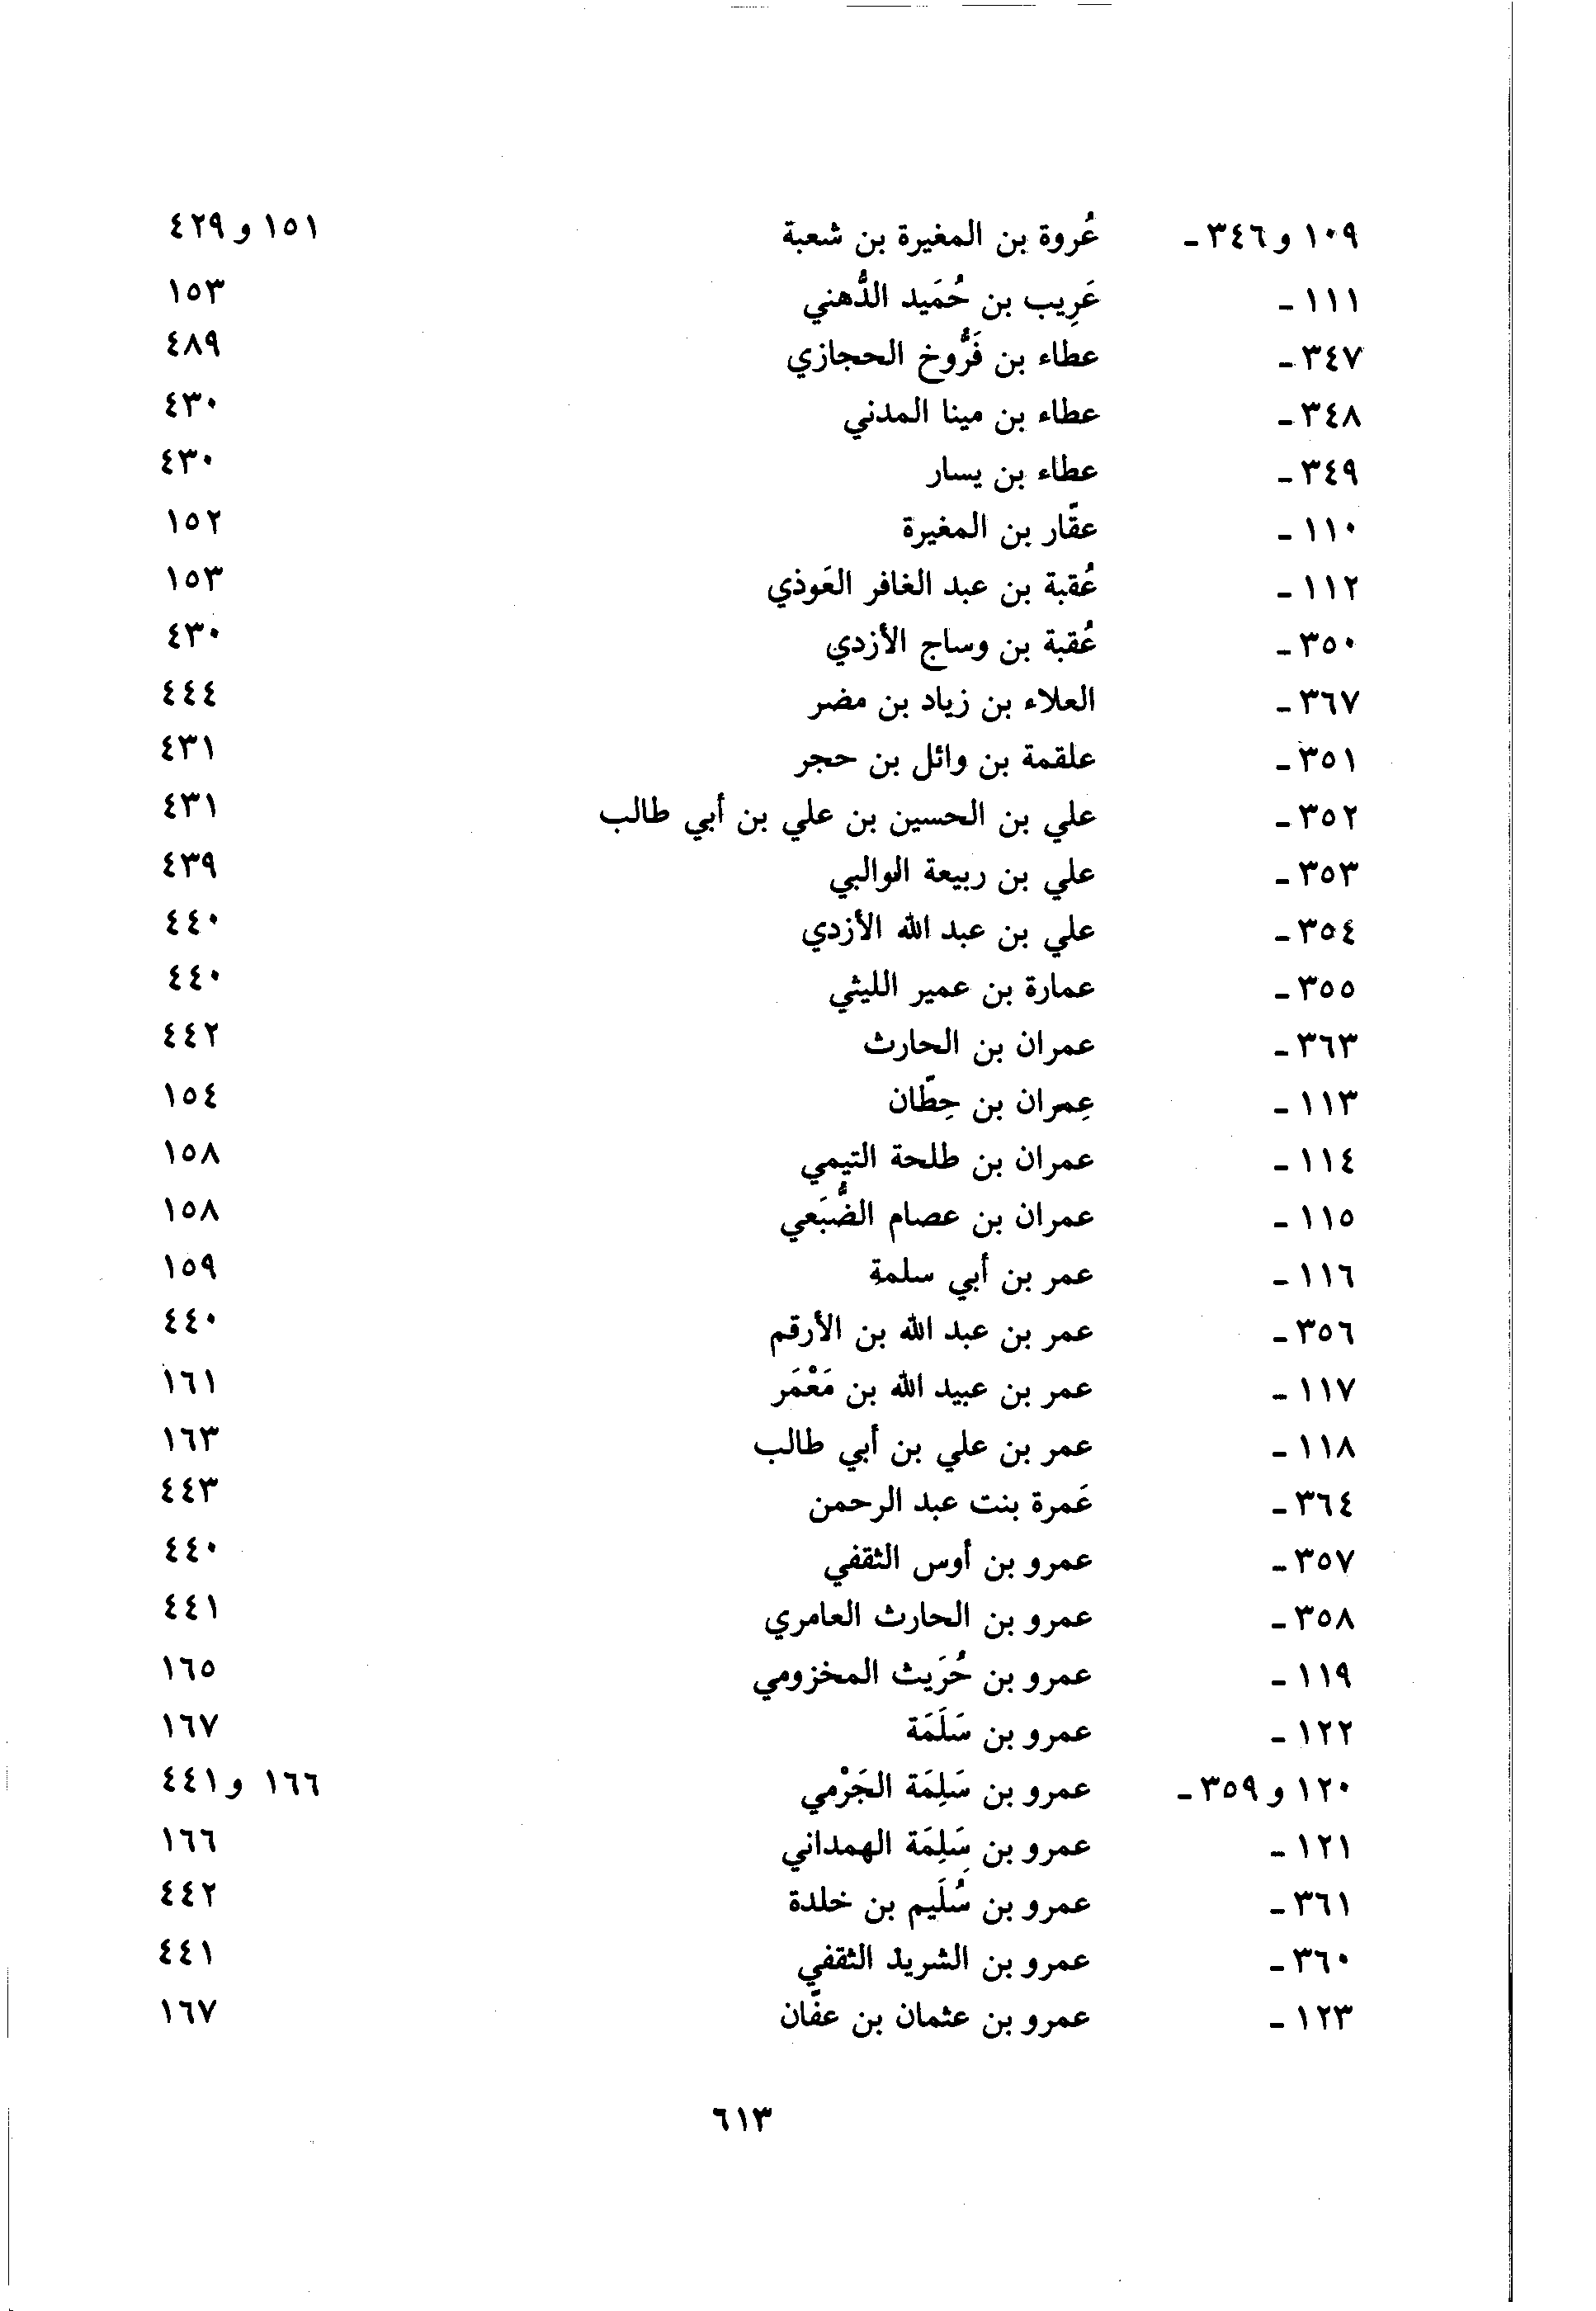 ١٠٩ و ٣٤٦ - عُروة بن المغيرة بن شعبة ١٥١ و ٤٢٩
١١١ - عَرِيب بن حُمَيد الدُّهني ١٥٣
٣٤٧ - عطاء بن فَرُّوخ الحجازي ٤٨٩
٣٤٨ - عطاء بن مينا المدني ٤٣٠
٣٤٩ - عطاء بن يسار ٤٣٠
١١٠ - عقّار بن المغيرة ١٥٢
١١٢ - عُقبة بن عبد الغافر العَوذي ١٥٣
٣٥٠ - عُقبة بن وساج الأزدي ٤٣٠
٣٦٧ - العلاء بن زياد بن مضر ٤٤٤
٣٥١ - علقمة بن وائل بن حجر ٤٣١
٣٥٢ - علي بن الحسين بن علي بن أبي طالب ٤٣١
٣٥٣ - علي بن ربيعة الوالبي ٤٣٩
٣٥٤ - علي بن عبد الله الأزدي ٤٤٠
٣٥٥ - عمارة بن عمير الليثي ٤٤٠
٣٦٣ - عمران بن الحارث ٤٤٢
١١٣ - عِمران بن حِطّان ١٥٤
١١٤ - عمران بن طلحة التيمي ١٥٨
١١٥ - عمران بن عصام الضُّبَعي ١٥٨
١١٦ - عمر بن أبي سلمة ١٥٩
٣٥٦ - عمر بن عبد الله بن الأرقم ٤٤٠
١١٧ - عمر بن عبيد الله بن مَعْمَر ١٦١
١١٨ - عمر بن علي بن أبي طالب ١٦٣
٣٦٤ - عَمرة بنت عبد الرحمن ٤٤٣
٣٥٧ - عمرو بن أوس الثقفي ٤٤٠
٣٥٨ - عمرو بن الحارث العامري ٤٤١
١١٩ - عمرو بن حُرَيث المخزومي ١٦٥
١٢٢ - عمرو بن سَلَمَة ١٦٧
١٢٠ و ٣٥٩ - عمرو بن سَلِمَة الجَرْمي ١٦٦ و ٤٤١
١٢١ - عمرو بن سَلِمَة الهمداني ١٦٦
٣٦١ - عمرو بن سُلَيم بن خلدة ٤٤٢
٣٦٠ - عمرو بن الشريد الثقفي ٤٤١
١٢٣ - عمرو بن عثمان بن عفّان ١٦٧
٦١٣